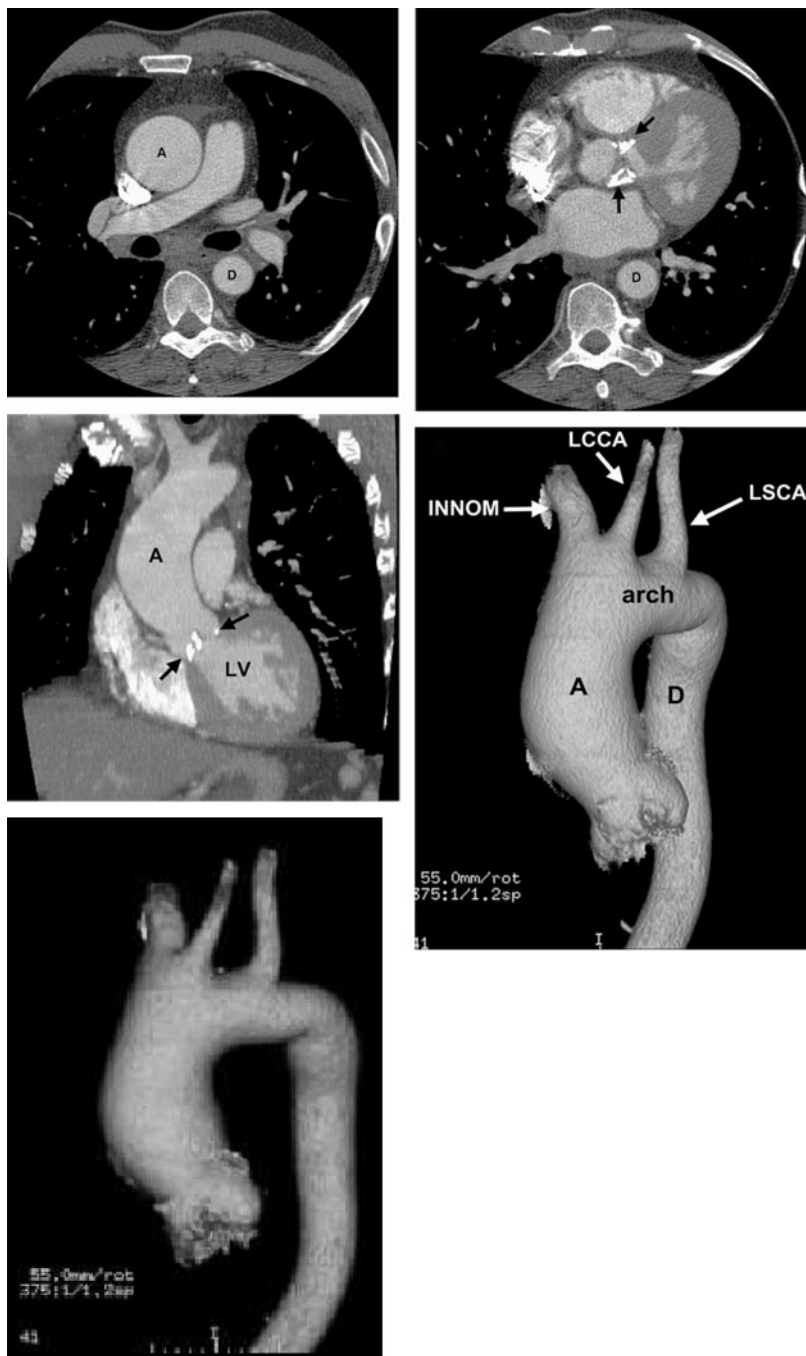 A
D
D
A
LV
LCCA
INNOM
LSCA
arch
A
D
55.0mm/rot
375:1/1.2sp
41
I
55.0mm/rot
375:1/1.2sp
41
I